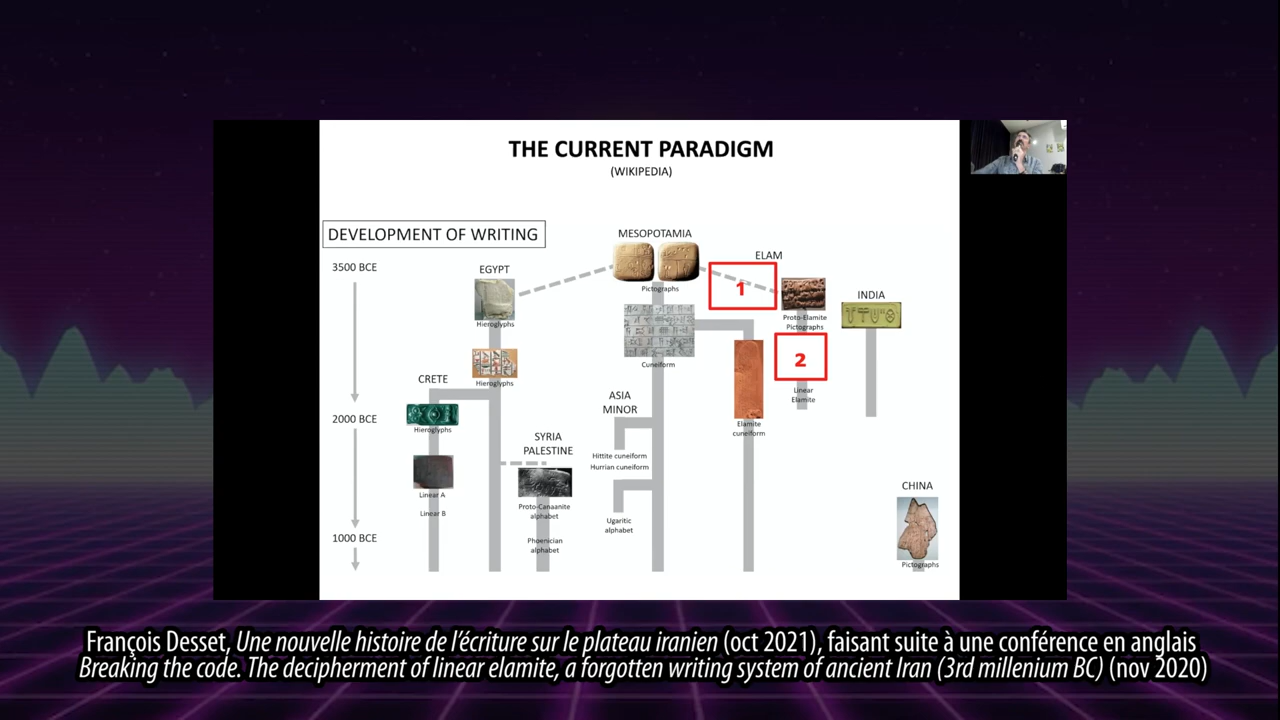 THE CURRENT PARADIGM
(WIKIPEDIA)
DEVELOPMENT OF WRITING
3500 BCE
2000 BCE
1000 BCE
EGYPT
Hieroglyphs
Hieroglyphs
CRETE
Hieroglyphs
Linear A
Linear B
SYRIA
PALESTINE
Proto-Canaanite
alphabet
Phoenician
alphabet
MESOPOTAMIA
Pictographs
Cuneiform
ASIA
MINOR
Hittite cuneiform
Hurrian cuneiform
Ugaritic
alphabet
ELAM
1
Proto-Elamite
Pictographs
2
Linear
Elamite
Elamite
cuneiform
INDIA
CHINA
Pictographs
François Desset, Une nouvelle histoire de l'écriture sur le plateau iranien (oct 2021), faisant suite à une conférence en anglais
Breaking the code. The decipherment of linear elamite, a forgotten writing system of ancient Iran (3rd millenium BC) (nov 2020)